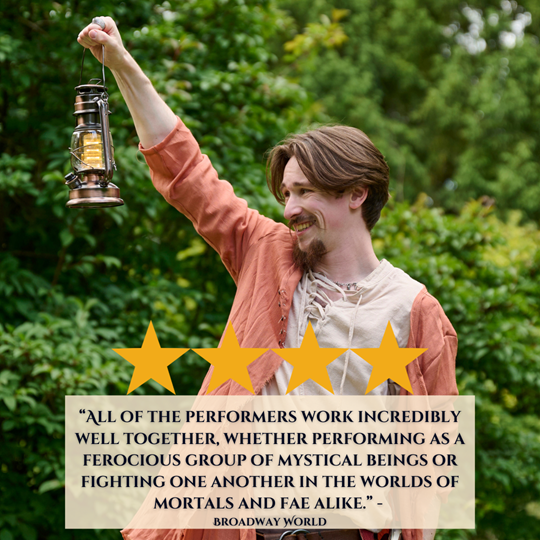 “All of the performers work incredibly
well together, whether performing as a
ferocious group of mystical beings or
fighting one another in the worlds of
mortals and fae alike.” -
Broadway World